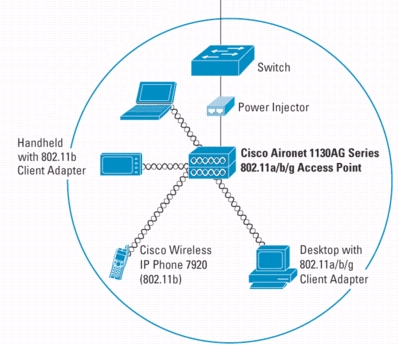 Switch
Power Injector
Handheld
with 802.11b
Client Adapter
Cisco Aironet 1130AG Series
802.11a/b/g Access Point
Cisco Wireless
IP Phone 7920
(802.11b)
Desktop with
802.11a/b/g
Client Adapter